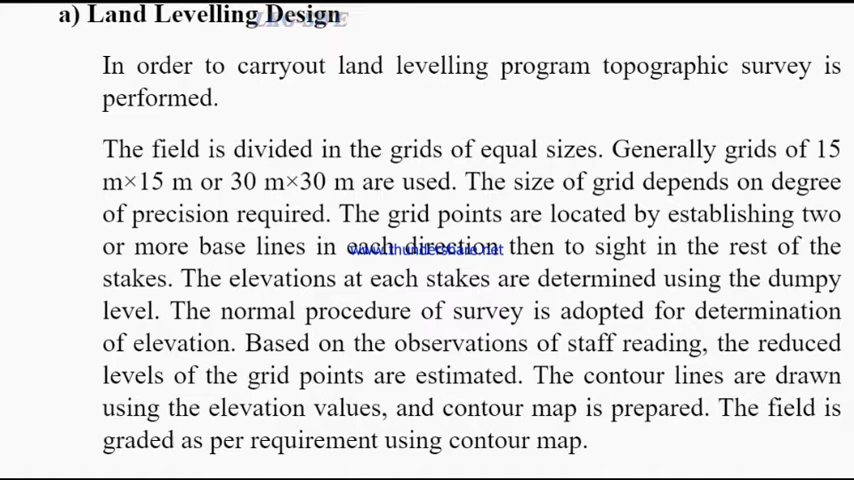 a) Land Levelling Design
In order to carryout land levelling program topographic survey is
performed.
The field is divided in the grids of equal sizes. Generally grids of 15
m×15 m or 30 m×30 m are used. The size of grid depends on degree
of precision required. The grid points are located by establishing two
or more base lines in each direction then to sight in the rest of the
www.thundershare.net
stakes. The elevations at each stakes are determined using the dumpy
level. The normal procedure of survey is adopted for determination
of elevation. Based on the observations of staff reading, the reduced
levels of the grid points are estimated. The contour lines are drawn
using the elevation values, and contour map is prepared. The field is
graded as per requirement using contour map.